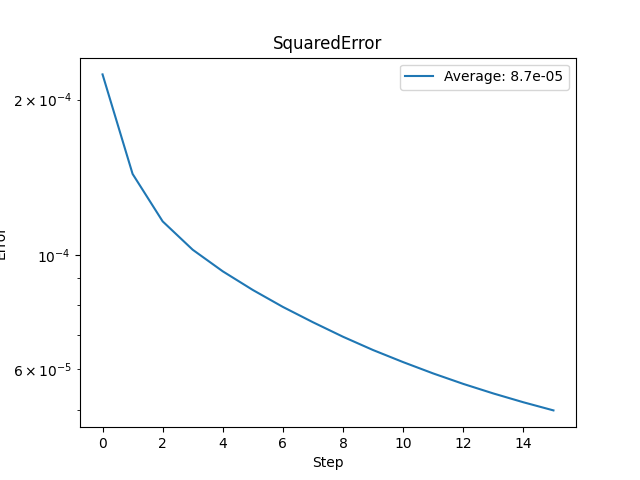 SquaredError
Average: 8.7e-05
2 × 10⁻⁴
10⁻⁴
6 × 10⁻⁵
Error
0 2 4 6 8 10 12 14
Step